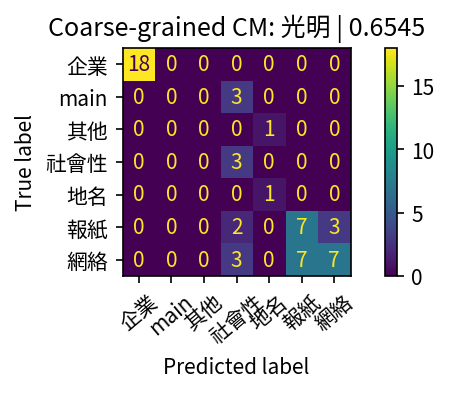 Coarse-grained CM: 光明 | 0.6545
企業 18 0 0 0 0 0 0
main 0 0 0 3 0 0 0
其他 0 0 0 0 1 0 0
社會性 0 0 0 3 0 0 0
地名 0 0 0 0 1 0 0
報紙 0 0 0 2 0 7 3
網絡 0 0 0 3 0 7 7
True label
企業 main 其他 社會性 地名 報紙 網絡
Predicted label
15
10
5
0